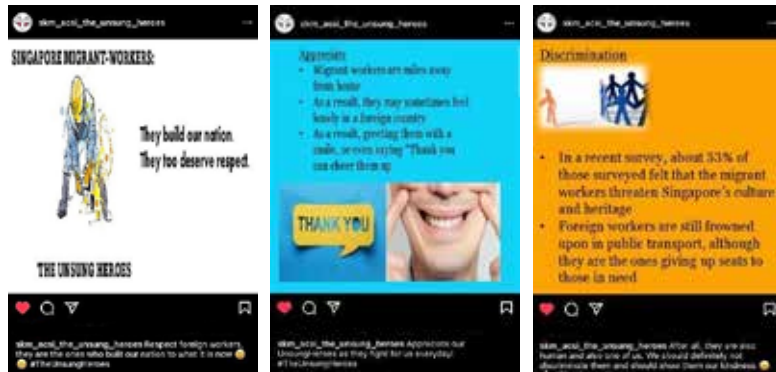 skm_acsi_the_unsung_heroes
SINGAPORE MIGRANT-WORKERS:
They build our nation.
They too deserve respect.
THE UNSUNG HEROES
skm_acsi_the_unsung_heroes Respect foreign workers,
they are the ones who built our nation to what it is now
#TheUnsungHeroes
skm_acsi_the_unsung_heroes
Appreciate
• Migrant workers are miles away
from home
• As a result, they may sometimes feel
lonely in a foreign country
• As a result, greeting them with a
smile, or even saying "Thank you
can cheer them up
THANK YOU
skm_acsi_the_unsung_heroes Appreciate our
UnsungHeroes as they fight for us everyday!
#TheUnsungHeroes
skm_acsi_the_unsung_heroes
Discrimination
• In a recent survey, about 53% of
those surveyed felt that the migrant
workers threaten Singapore's culture
and heritage
• Foreign workers are still frowned
upon in public transport, although
they are the ones giving up seats to
those in need
skm_acsi_the_unsung_heroes After all, they are also
human and also one of us. We should definitely not
discriminate them and should show them our kindness.